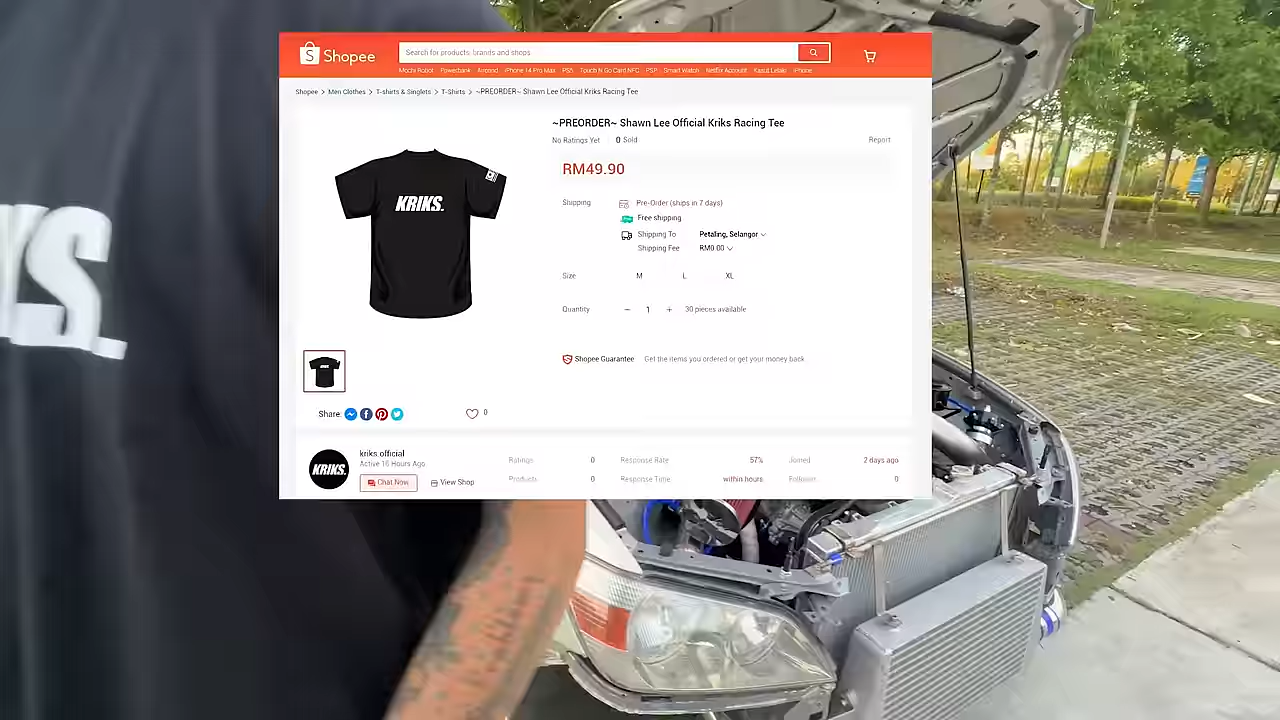 Shopee
Search for products, brands and shops
Mochi Robot Powerbank Axxond iPhone 14 Pro Max PS5 Touch N Go Card NFC PSP Smart Watch Netflix Account Kasut Lelaki iPhone
Shopee > Men Clothes > T-shirts & Singlets > T-Shirts > ~PREORDER~ Shawn Lee Official Kriks Racing Tee
~PREORDER~ Shawn Lee Official Kriks Racing Tee
No Ratings Yet 0 Sold Report
RM49.90
Shipping Pre-Order (ships in 7 days)
Free shipping
Shipping To Petaling, Selangor
Shipping Fee RM0.00
Size M L XL
Quantity − 1 + 30 pieces available
Shopee Guarantee Get the items you ordered or get your money back
KRIKS.
KRIKS.
Share: 0
KRIKS.
kriks.official
Active 16 Hours Ago
Chat Now View Shop
Ratings 0 Response Rate 57% Joined 2 days ago
Products 0 Response Time within hours Follower 0
KS.